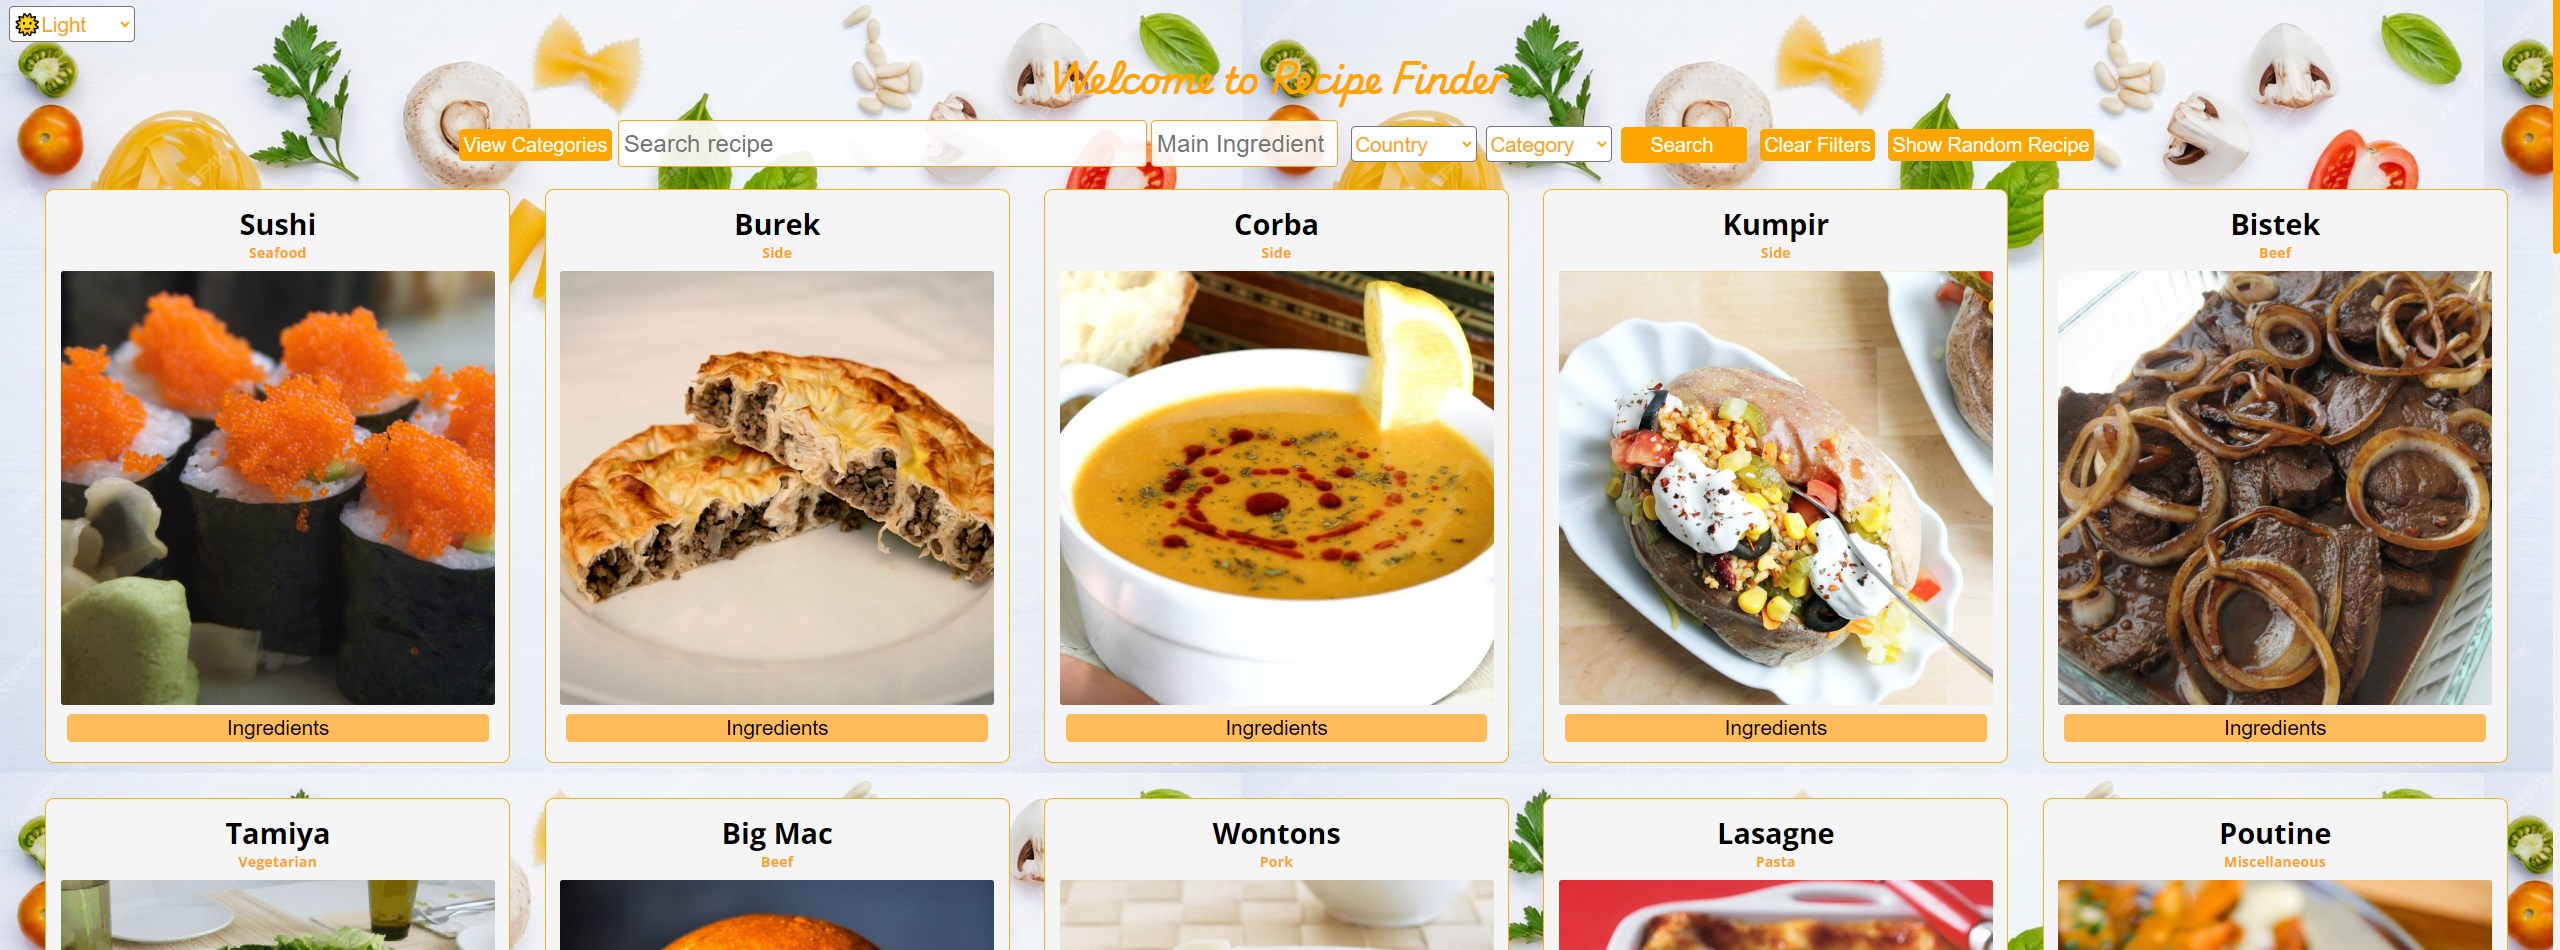 Light
Welcome to Recipe Finder
View Categories Search recipe Main Ingredient Country Category Search Clear Filters Show Random Recipe
Sushi
Seafood
Ingredients
Burek
Side
Ingredients
Corba
Side
Ingredients
Kumpir
Side
Ingredients
Bistek
Beef
Ingredients
Tamiya
Vegetarian
Big Mac
Beef
Wontons
Pork
Lasagne
Pasta
Poutine
Miscellaneous